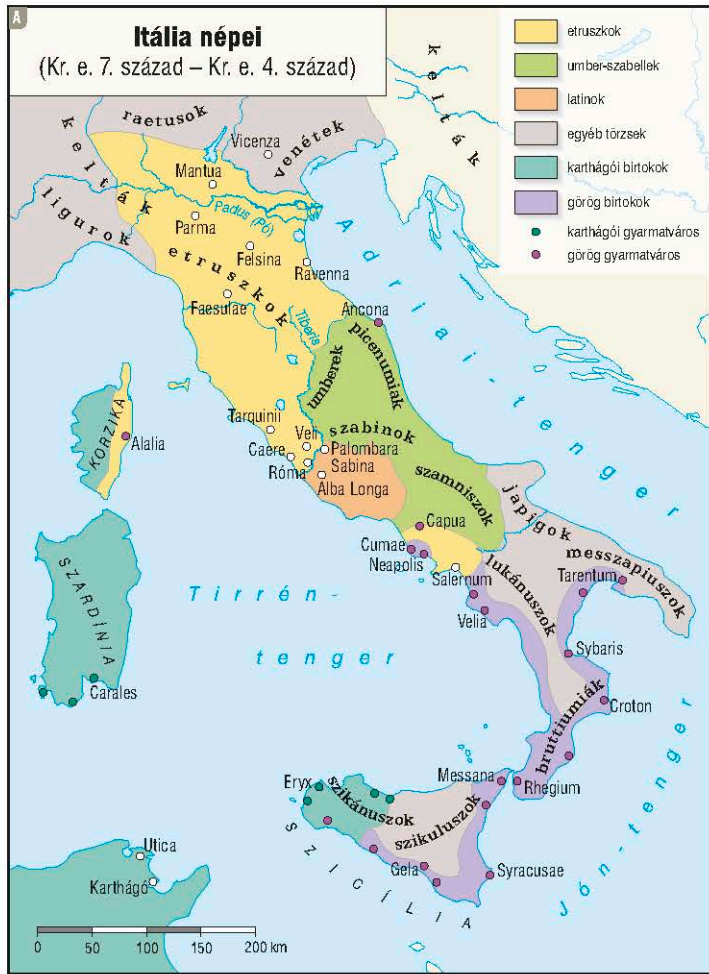 A
Itália népei
(Kr. e. 7. század – Kr. e. 4. század)
etruszkok
umber-szabellek
latinok
egyéb törzsek
karthágói birtokok
görög birtokok
karthágói gyarmatváros
görög gyarmatváros
kelták
raetusok
kelták
Vicenza
venétek
Mantua
ligurok
Padus (Pó)
Parma
Felsina
etruszkok
Ravenna
Faesulae
Tiberis
Ancona
Adriai-tenger
umberek
picenumiak
KORZIKA
Alalia
Tarquinii
szabinok
Veii
Palombara
Caere
Sabina
Róma
Alba Longa
szamniszok
japigok
Capua
Cumae
messzapiuszok
Neapolis
lukánuszok
Tarentum
Salernum
SZARDÍNIA
Tirrén-
tenger
Velia
Sybaris
Carales
Croton
bruttiumiák
Messana
Rhegium
Eryx
szikánuszok
szikuluszok
Utica
Gela
Syracusae
SZICÍLIA
Jón-tenger
Karthágó
0 50 100 150 200 km